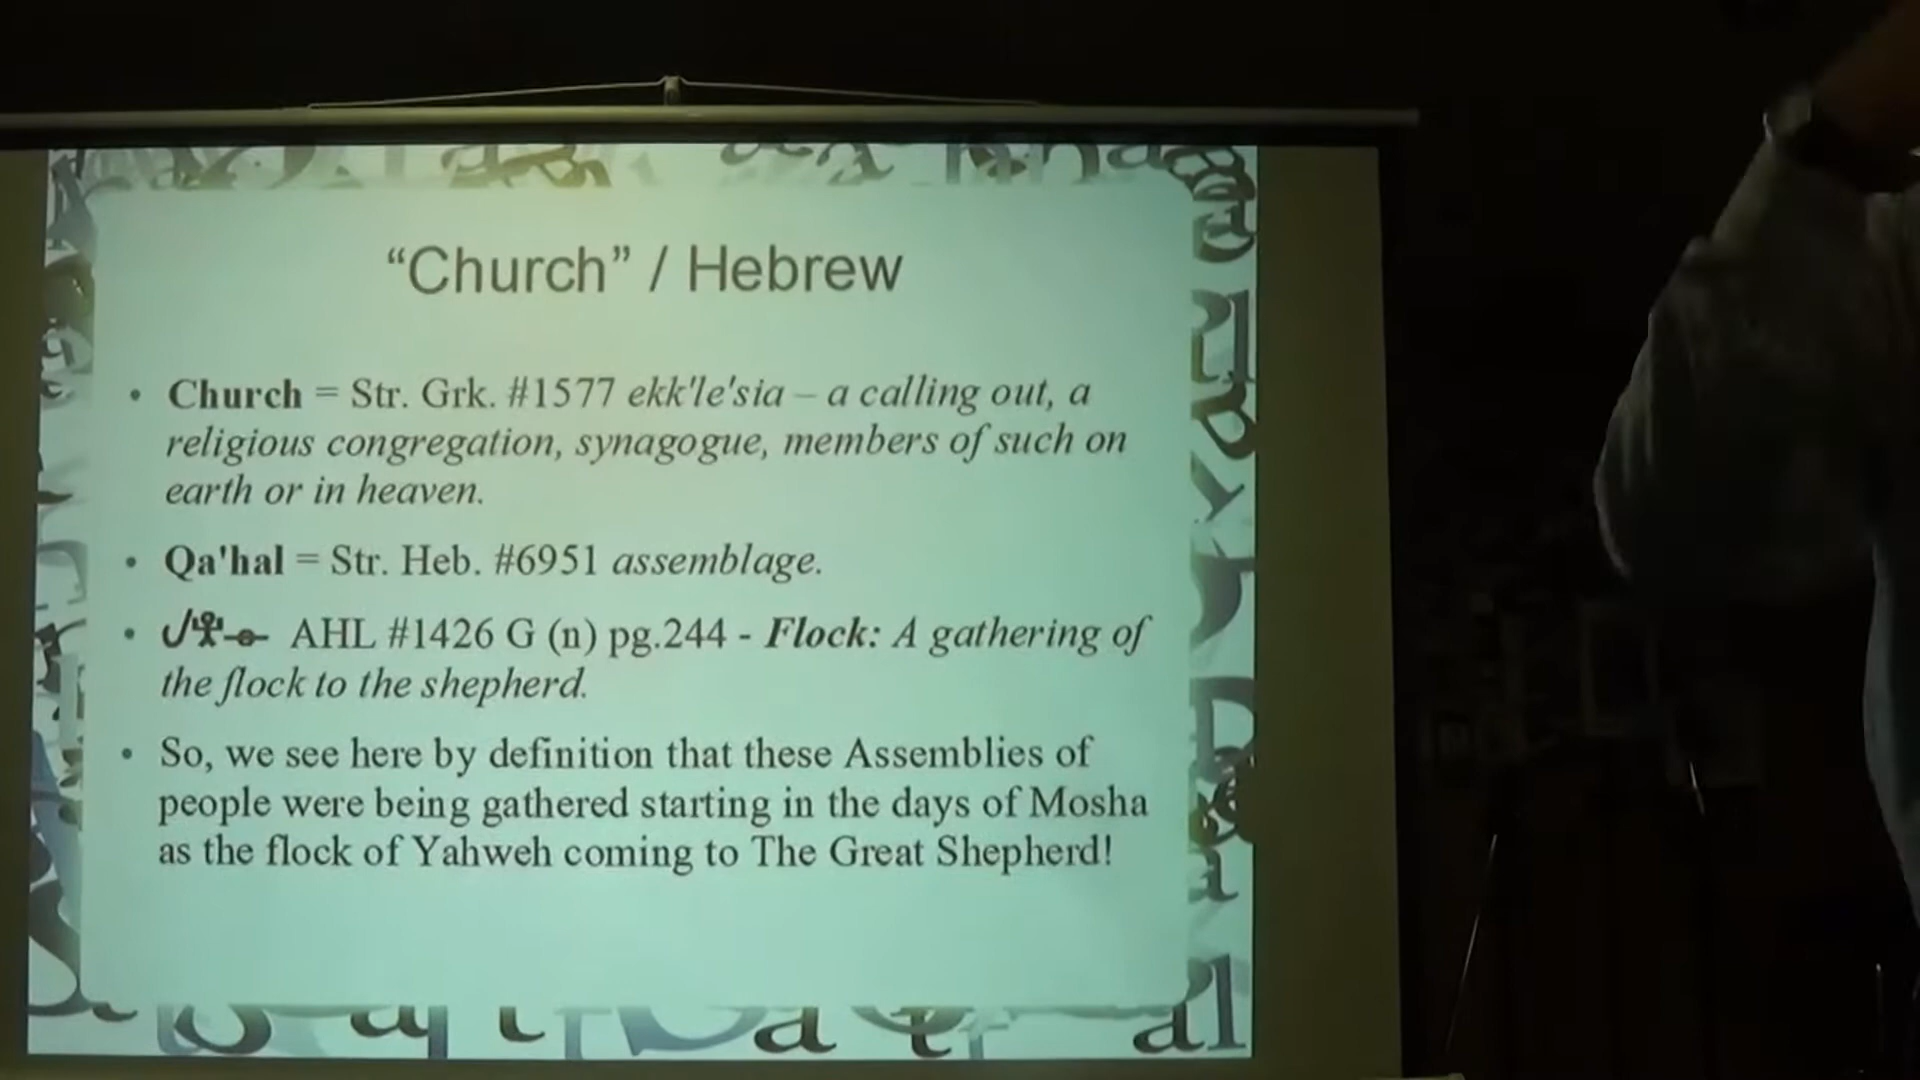 “Church” / Hebrew
• Church = Str. Grk. #1577 ekk'le'sia – a calling out, a
religious congregation, synagogue, members of such on
earth or in heaven.
• Qa'hal = Str. Heb. #6951 assemblage.
• AHL #1426 G (n) pg.244 - Flock: A gathering of
the flock to the shepherd.
• So, we see here by definition that these Assemblies of
people were being gathered starting in the days of Mosha
as the flock of Yahweh coming to The Great Shepherd!